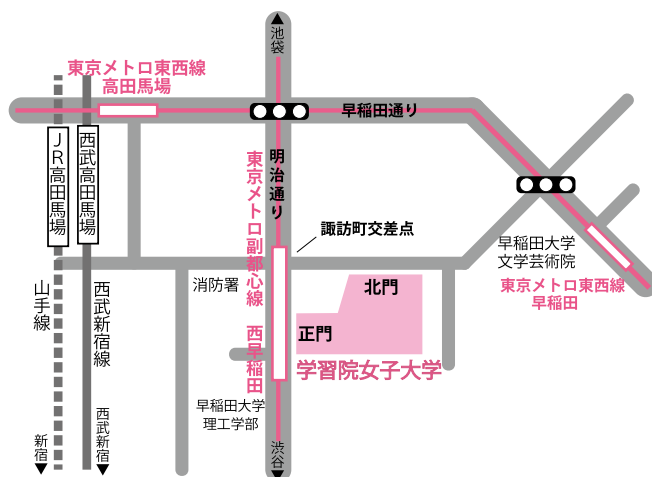 池袋
東京メトロ東西線
高田馬場
早稲田通り
JR高田馬場
西武高田馬場
東京メトロ副都心線 西早稲田
明治通り
諏訪町交差点
早稲田大学
文学芸術院
東京メトロ東西線
早稲田
消防署
北門
正門
学習院女子大学
山手線
西武新宿線
早稲田大学
理工学部
新宿
西武新宿
渋谷